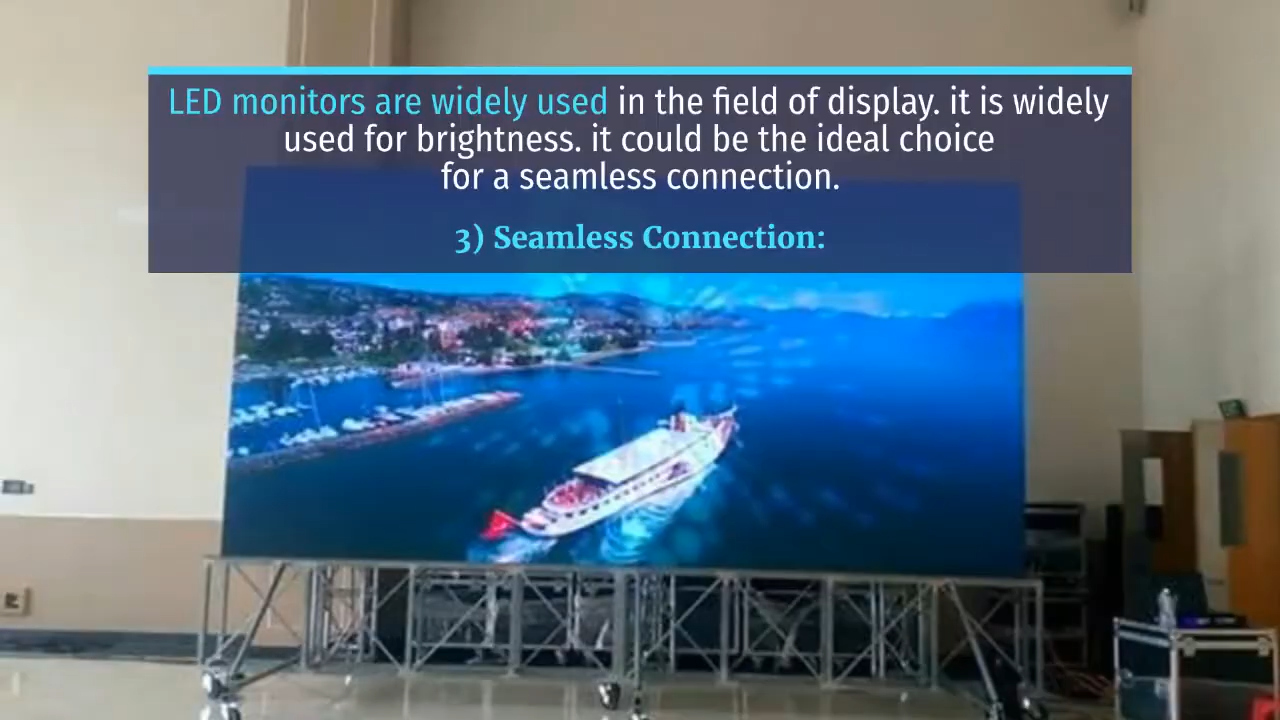 LED monitors are widely used in the field of display. it is widely
used for brightness. it could be the ideal choice
for a seamless connection.
3) Seamless Connection: